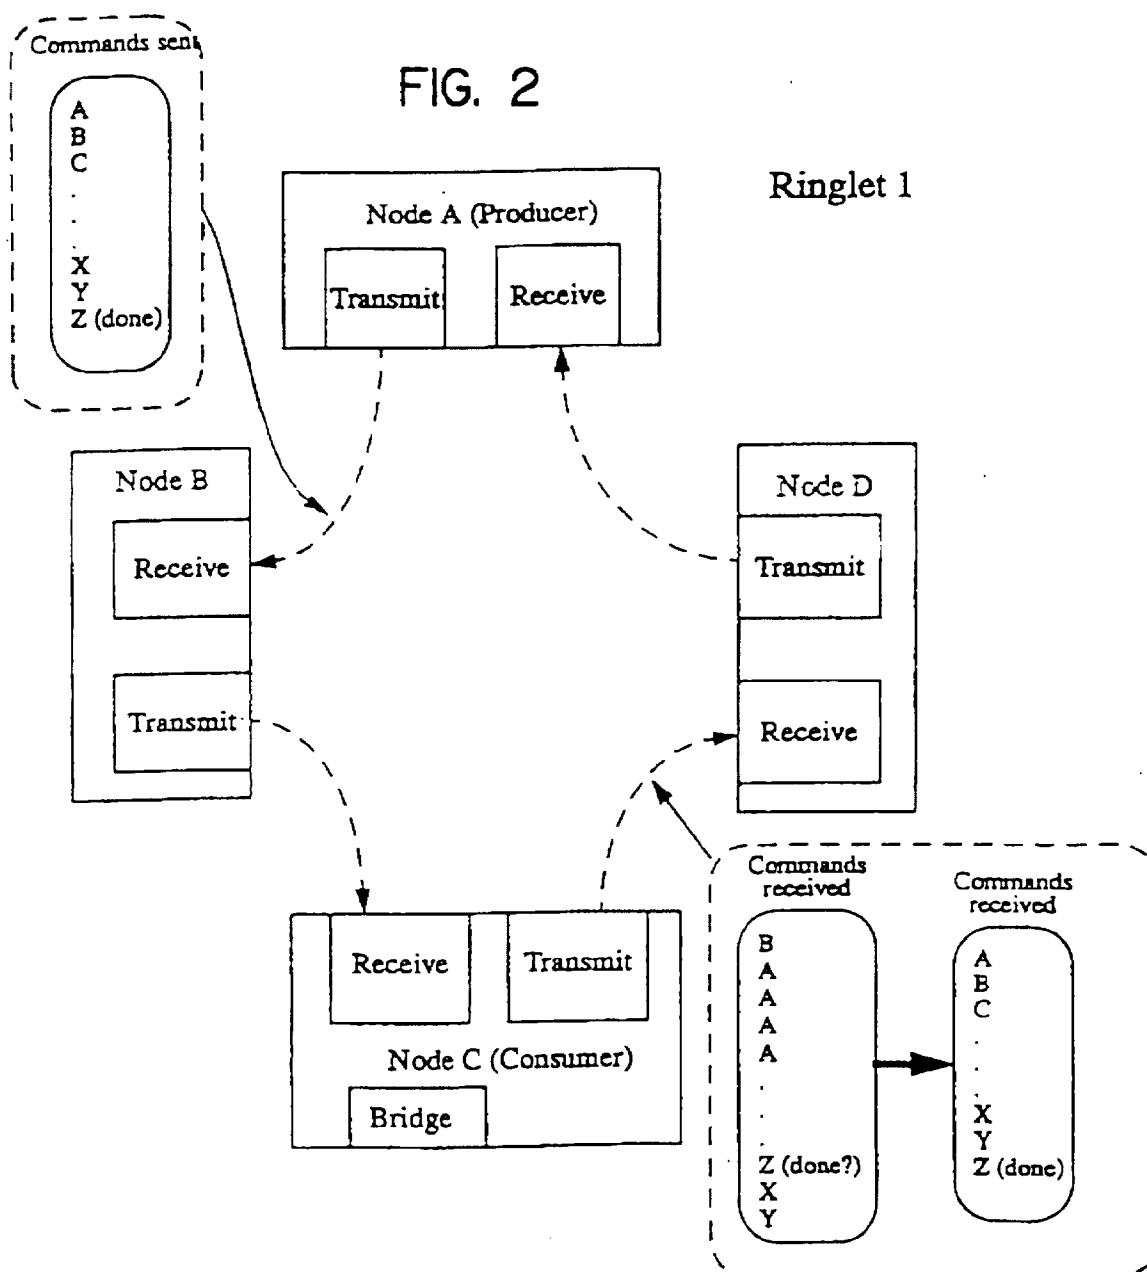 Commands sent
A
B
C
.
.
.
X
Y
Z (done)
FIG. 2
Ringlet 1
Node A (Producer)
Transmit
Receive
Node B
Receive
Transmit
Node D
Transmit
Receive
Receive
Transmit
Node C (Consumer)
Bridge
Commands
received
B
A
A
A
A
.
.
.
Z (done?)
X
Y
Commands
received
A
B
C
.
.
.
X
Y
Z (done)